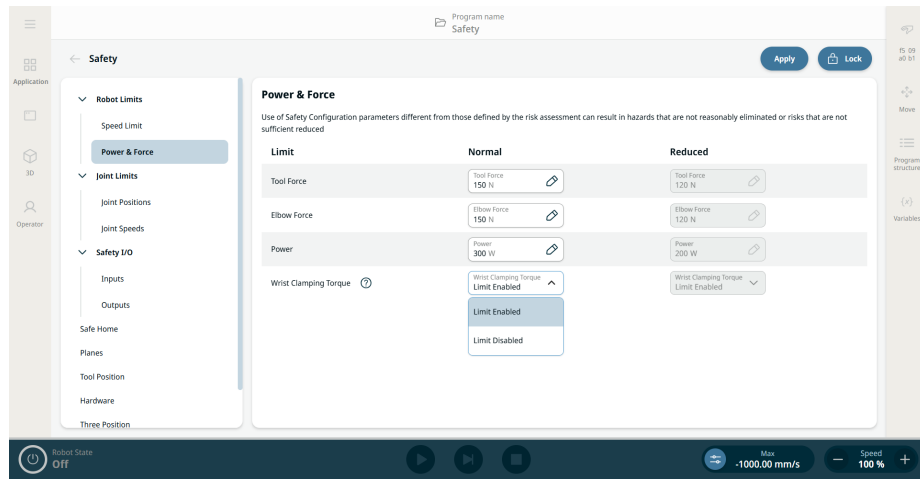 Program name
Safety
Safety
Apply
Lock
f5 09
a0 b1
Application
3D
Operator
Move
Program
structure
{x}
Variables
Robot Limits
Speed Limit
Power & Force
Joint Limits
Joint Positions
Joint Speeds
Safety I/O
Inputs
Outputs
Safe Home
Planes
Tool Position
Hardware
Three Position
Power & Force
Use of Safety Configuration parameters different from those defined by the risk assessment can result in hazards that are not reasonably eliminated or risks that are not
sufficient reduced
Limit Normal Reduced
Tool Force
Tool Force
150 N
Tool Force
120 N
Elbow Force
Elbow Force
150 N
Elbow Force
120 N
Power
Power
300 W
Power
200 W
Wrist Clamping Torque ?
Wrist Clamping Torque
Limit Enabled
Wrist Clamping Torque
Limit Enabled
Limit Enabled
Limit Disabled
Robot State
Off
Max
-1000.00 mm/s
Speed
100 %